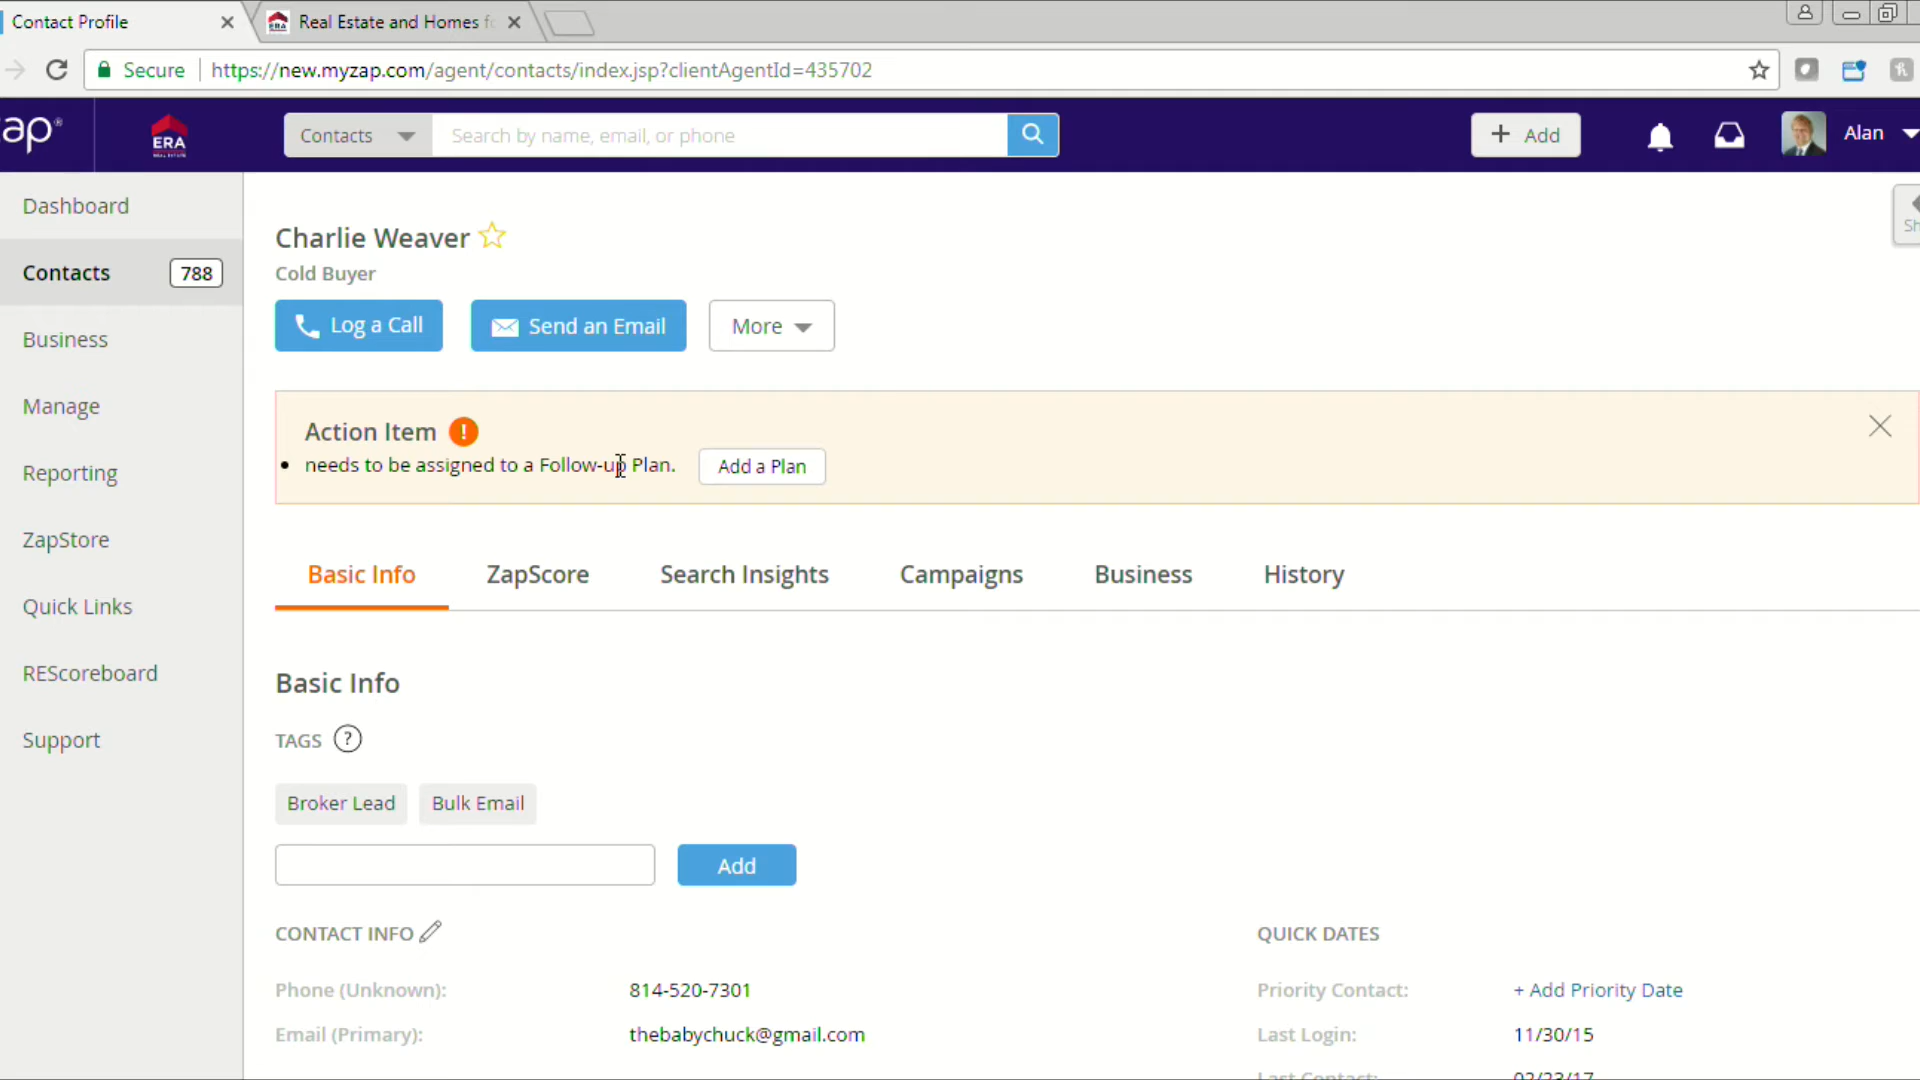 Contact Profile
Real Estate and Homes f
Secure https://new.myzap.com/agent/contacts/index.jsp?clientAgentId=435702
ap®
ERA
REAL ESTATE
Contacts
Search by name, email, or phone
+ Add
Alan
Dashboard
Contacts 788
Business
Manage
Reporting
ZapStore
Quick Links
REScoreboard
Support
Sh
Charlie Weaver
Cold Buyer
Log a Call
Send an Email
More
Action Item !
• needs to be assigned to a Follow-up Plan.
Add a Plan
Basic Info
ZapScore
Search Insights
Campaigns
Business
History
Basic Info
TAGS ?
Broker Lead
Bulk Email
Add
CONTACT INFO
Phone (Unknown): 814-520-7301
Email (Primary): thebabychuck@gmail.com
QUICK DATES
Priority Contact: + Add Priority Date
Last Login: 11/30/15
Last Contact: 02/23/17